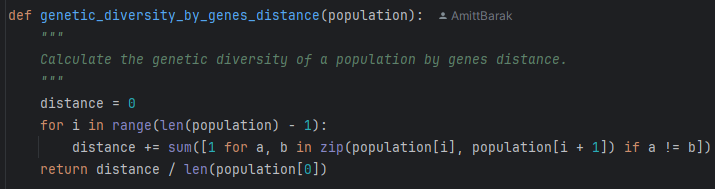 def genetic_diversity_by_genes_distance(population): AmittBarak
    """
    Calculate the genetic diversity of a population by genes distance.
    """
    distance = 0
    for i in range(len(population) - 1):
        distance += sum([1 for a, b in zip(population[i], population[i + 1]) if a != b])
    return distance / len(population[0])